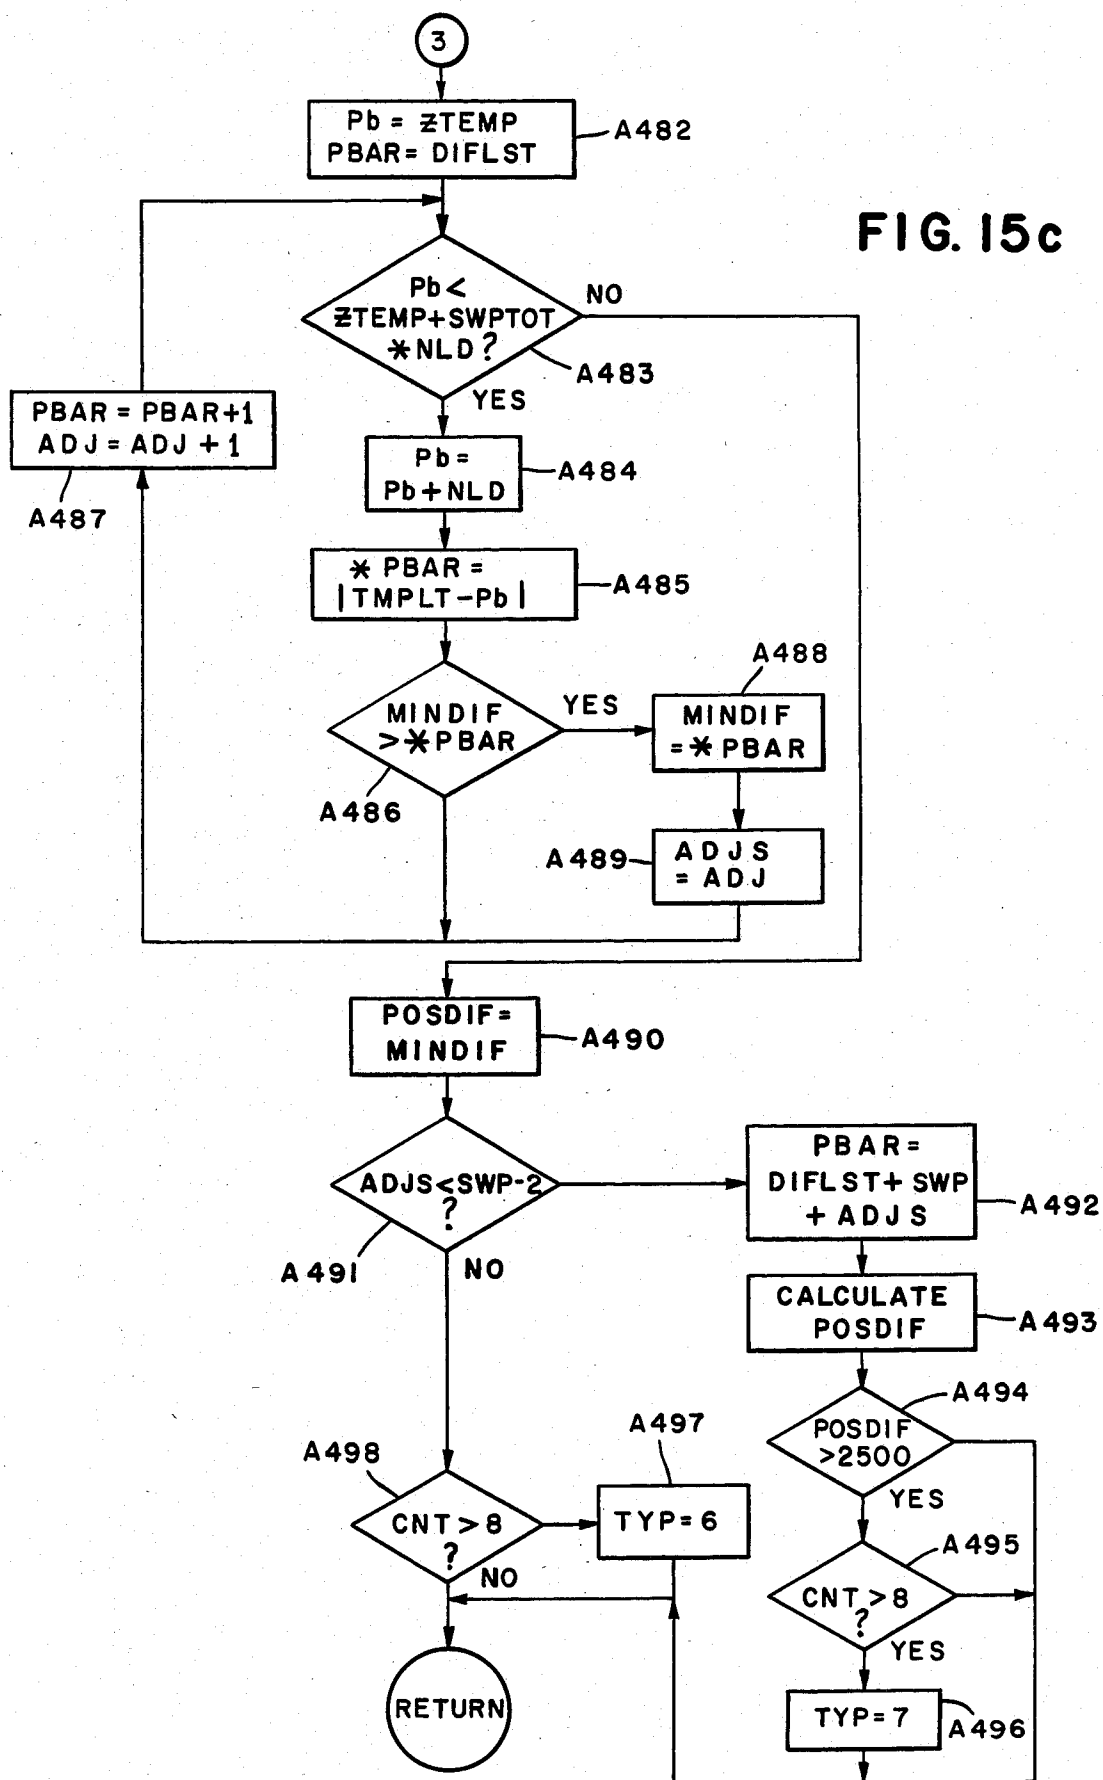 3
Pb = ƵTEMP
PBAR = DIFLST
A482
FIG. 15c
Pb <
ƵTEMP+SWPTOT
*NLD?
NO
A483
YES
PBAR = PBAR+1
ADJ = ADJ + 1
A487
Pb =
Pb + NLD
A484
* PBAR =
|TMPLT-Pb|
A485
MINDIF
>*PBAR
YES
A486
A488
MINDIF
=* PBAR
A489
ADJS
= ADJ
POSDIF=
MINDIF
A490
ADJS<SWP-2
?
A491
NO
PBAR=
DIFLST+ SWP
+ ADJS
A492
CALCULATE
POSDIF
A493
A494
POSDIF
>2500
YES
A498
CNT > 8
?
NO
A497
TYP=6
A495
CNT >8
?
YES
RETURN
TYP=7
A496